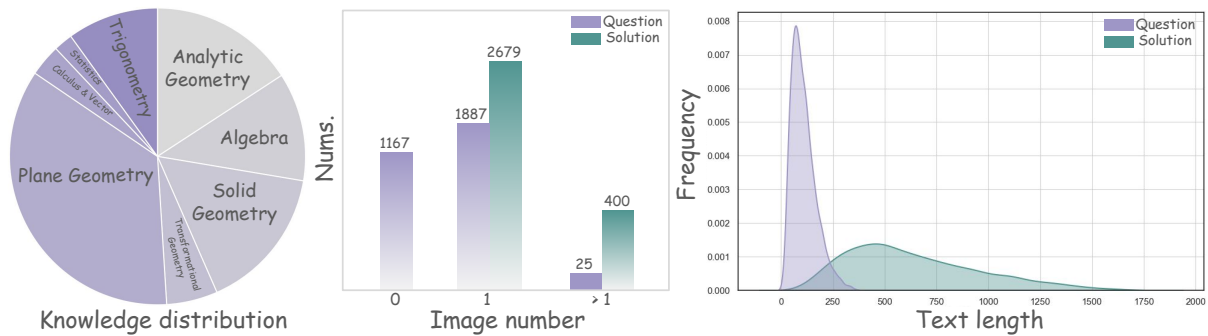 Trigonometry
Statistics
Calculus & Vector
Analytic
Geometry
Algebra
Plane Geometry
Solid
Geometry
Transformational
Geometry
Knowledge distribution
Question
Solution
2679
1887
1167
400
25
Nums.
0
1
> 1
Image number
Question
Solution
0.008
0.007
0.006
0.005
0.004
0.003
0.002
0.001
0.000
Frequency
0
250
500
750
1000
1250
1500
1750
2000
Text length